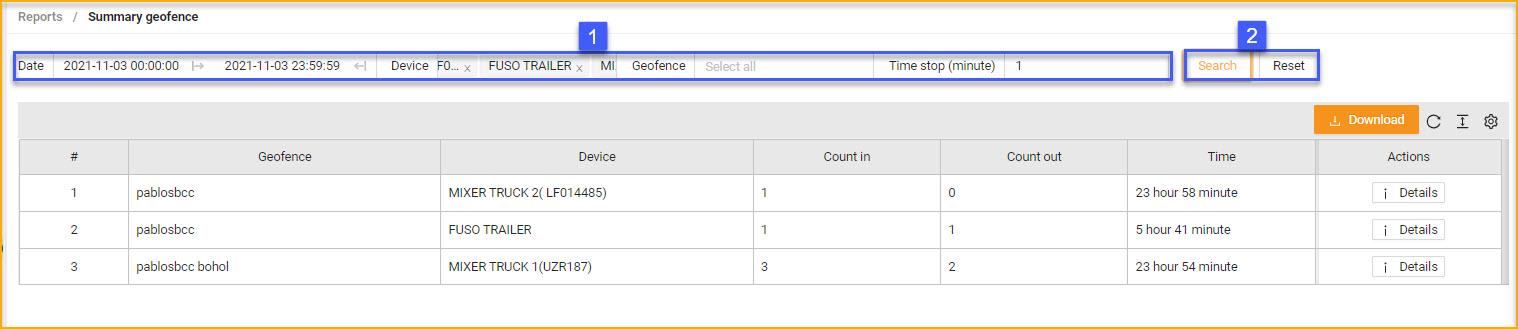 Reports / Summary geofence
1
2
Date 2021-11-03 00:00:00 2021-11-03 23:59:59 Device F0... x FUSO TRAILER x MI Geofence Select all Time stop (minute) 1 Search Reset
Download
# Geofence Device Count in Count out Time Actions
1 pablosbcc MIXER TRUCK 2( LF014485) 1 0 23 hour 58 minute Details
2 pablosbcc FUSO TRAILER 1 1 5 hour 41 minute Details
3 pablosbcc bohol MIXER TRUCK 1(UZR187) 3 2 23 hour 54 minute Details